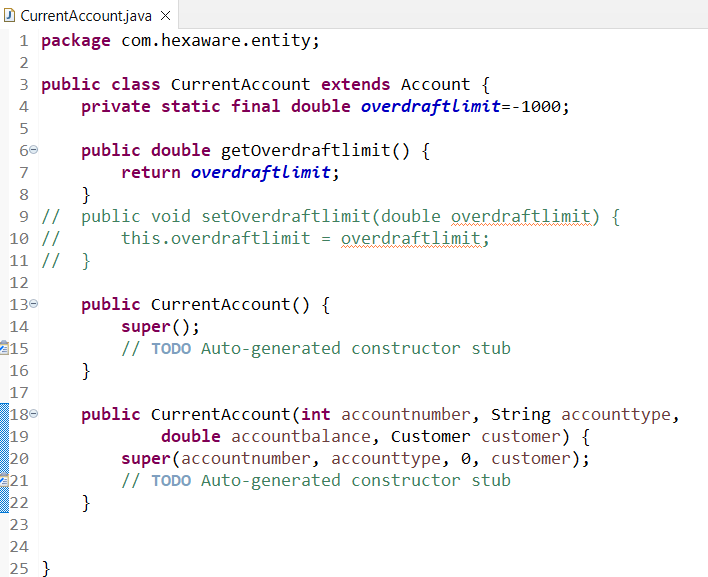 CurrentAccount.java
1 package com.hexaware.entity;
2
3 public class CurrentAccount extends Account {
4     private static final double overdraftlimit=-1000;
5
6     public double getOverdraftlimit() {
7         return overdraftlimit;
8     }
9 //  public void setOverdraftlimit(double overdraftlimit) {
10 //      this.overdraftlimit = overdraftlimit;
11 //  }
12
13     public CurrentAccount() {
14         super();
15         // TODO Auto-generated constructor stub
16     }
17
18     public CurrentAccount(int accountnumber, String accounttype,
19             double accountbalance, Customer customer) {
20         super(accountnumber, accounttype, 0, customer);
21         // TODO Auto-generated constructor stub
22     }
23
24
25 }